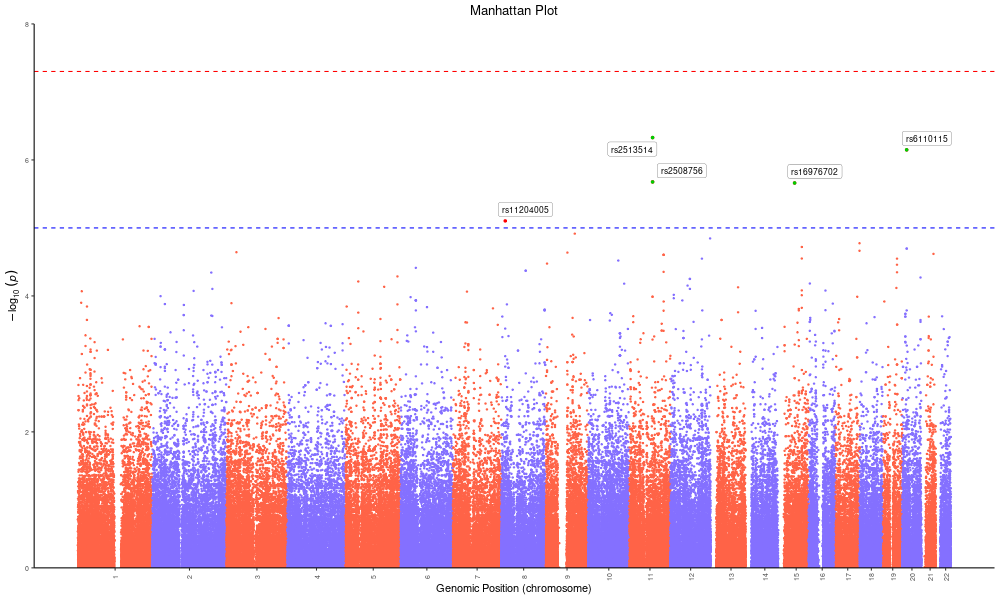 Manhattan Plot
8
6
4
2
0
−log10 (p)
rs6110115
rs2513514
rs2508756
rs16976702
rs11204005
1 2 3 4 5 6 7 8 9 10 11 12 13 14 15 16 17 18 19 20 21 22
Genomic Position (chromosome)